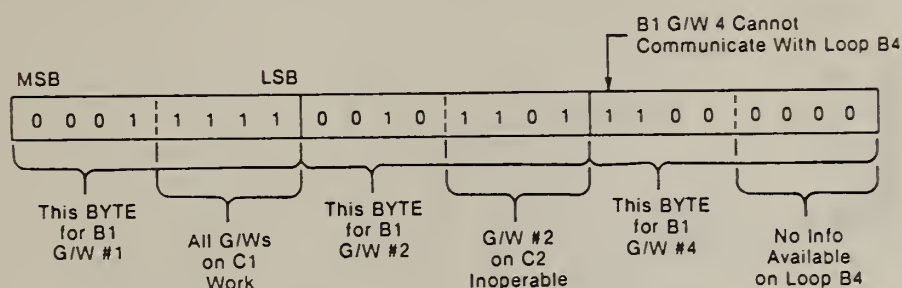 B1 G/W 4 Cannot
Communicate With Loop B4
MSB LSB
0 0 0 1 1 1 1 1 0 0 1 0 1 1 0 1 1 1 0 0 0 0 0 0
This BYTE
for B1
G/W #1
All G/Ws
on C1
Work
This BYTE
for B1
G/W #2
G/W #2
on C2
Inoperable
This BYTE
for B1
G/W #4
No Info
Available
on Loop B4